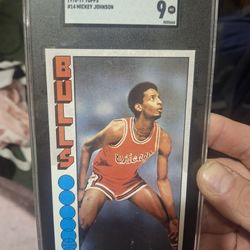 1976-77 TOPPS
#14 MICKEY JOHNSON
9
BULLS
Chicago